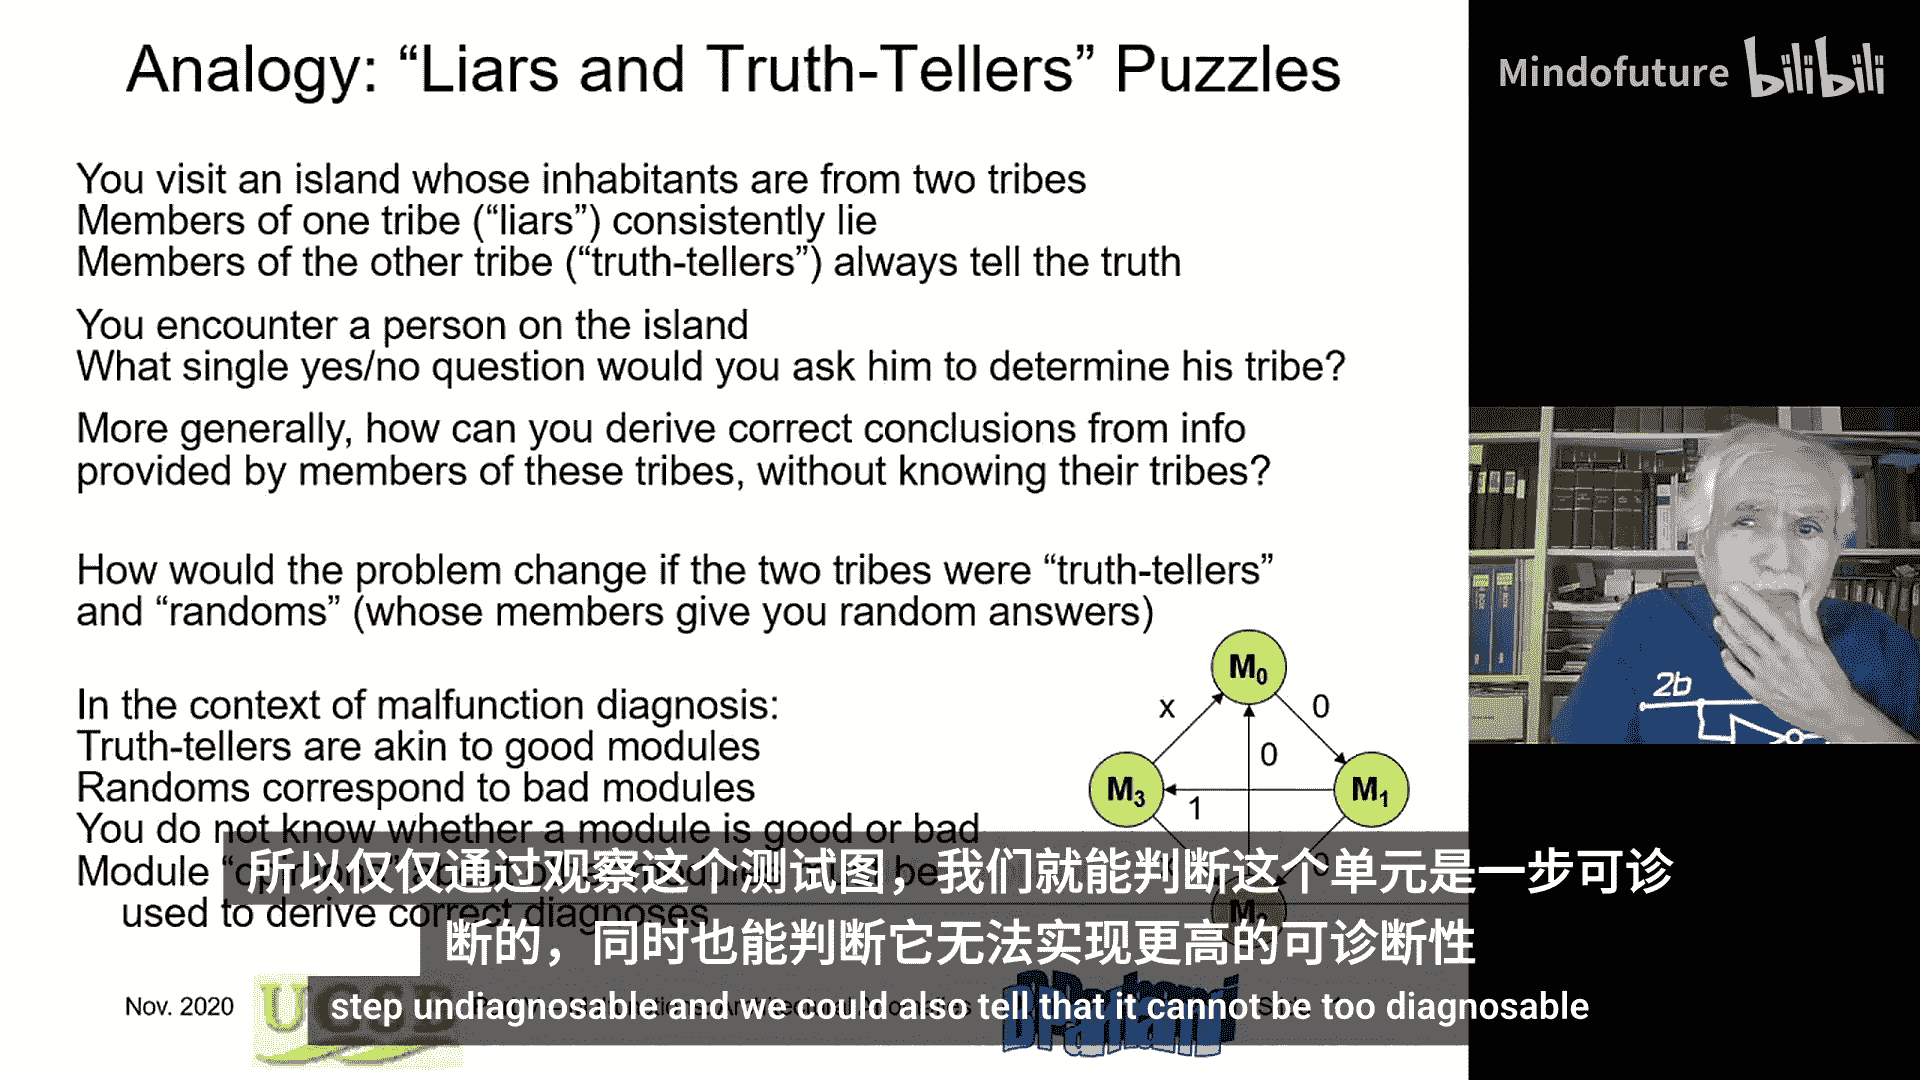 Analogy: “Liars and Truth-Tellers” Puzzles
Mindofuture bilibili
You visit an island whose inhabitants are from two tribes
Members of one tribe (“liars”) consistently lie
Members of the other tribe (“truth-tellers”) always tell the truth
You encounter a person on the island
What single yes/no question would you ask him to determine his tribe?
More generally, how can you derive correct conclusions from info
provided by members of these tribes, without knowing their tribes?
How would the problem change if the two tribes were “truth-tellers”
and “randoms” (whose members give you random answers)
In the context of malfunction diagnosis:
Truth-tellers are akin to good modules
Randoms correspond to bad modules
You do not know whether a module is good or bad
Module
used to derive correct diagnoses
M0
x
0
0
M3
M1
1
2b
所以仅仅通过观察这个测试图，我们就能判断这个单元是一步可诊
断的，同时也能判断它无法实现更高的可诊断性
step undiagnosable and we could also tell that it cannot be too diagnosable
Nov. 2020
UCSB
BParhami